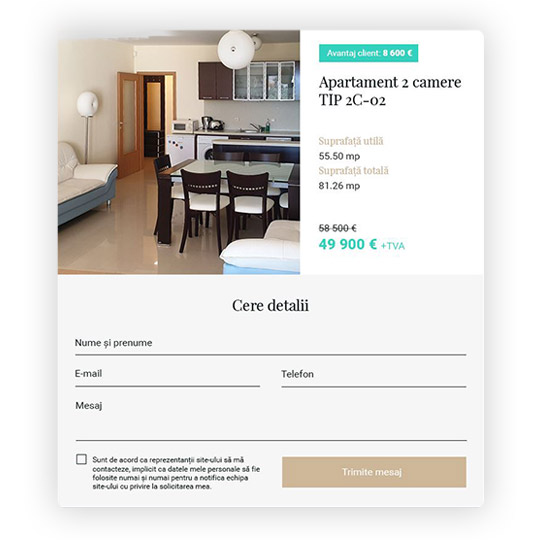 Avantaj client: 8 600 €
Apartament 2 camere
TIP 2C-02
Suprafață utilă
55.50 mp
Suprafață totală
81.26 mp
58 500 €
49 900 € +TVA
Cere detalii
Nume și prenume
E-mail
Telefon
Mesaj
Sunt de acord ca reprezentanții site-ului să mă
contacteze, implicit ca datele mele personale să fie
folosite numai și numai pentru a notifica echipa
site-ului cu privire la solicitarea mea.
Trimite mesaj